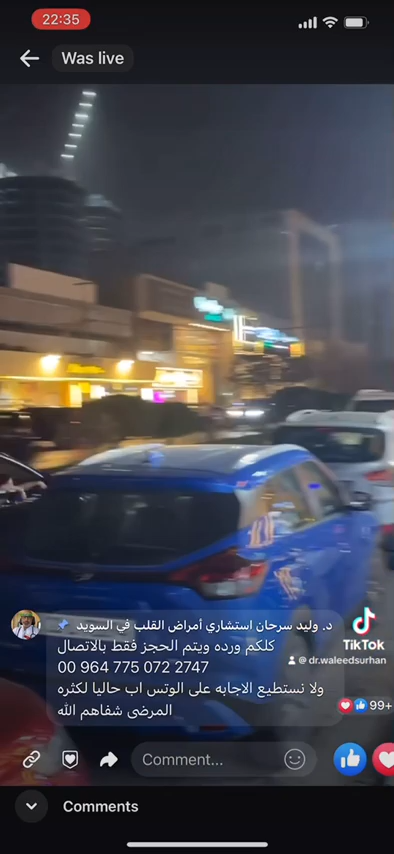 22:35
Was live
د. وليد سرحان استشاري أمراض القلب في السويد
كلكم ورده ويتم الحجز فقط بالاتصال
00 964 775 072 2747
ولا نستطيع الاجابه على الوتس اب حاليا لكثره
المرضى شفاهم الله
TikTok
@dr.waleedsurhan
99+
Comment...
Comments